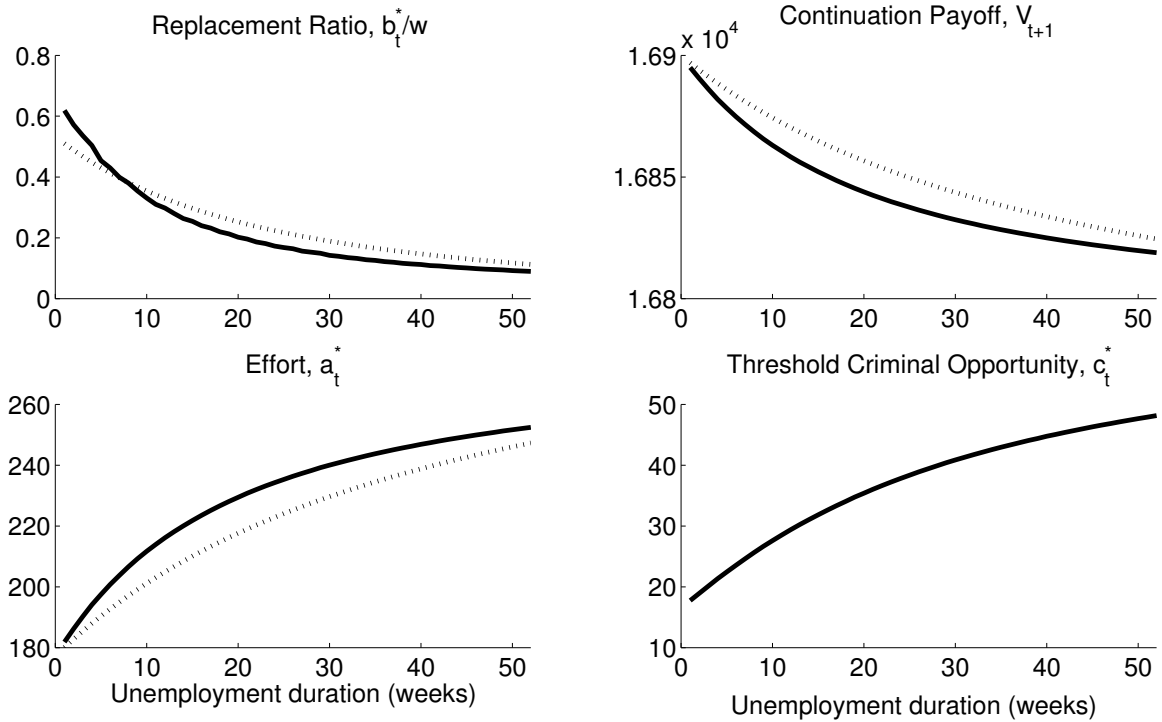 Replacement Ratio, b*t/w
0.8
0.6
0.4
0.2
0
0 10 20 30 40 50
Continuation Payoff, Vt+1
x 10^4
1.69
1.685
1.68
0 10 20 30 40 50
Effort, a*t
260
240
220
200
180
0 10 20 30 40 50
Unemployment duration (weeks)
Threshold Criminal Opportunity, c*t
50
40
30
20
10
0 10 20 30 40 50
Unemployment duration (weeks)